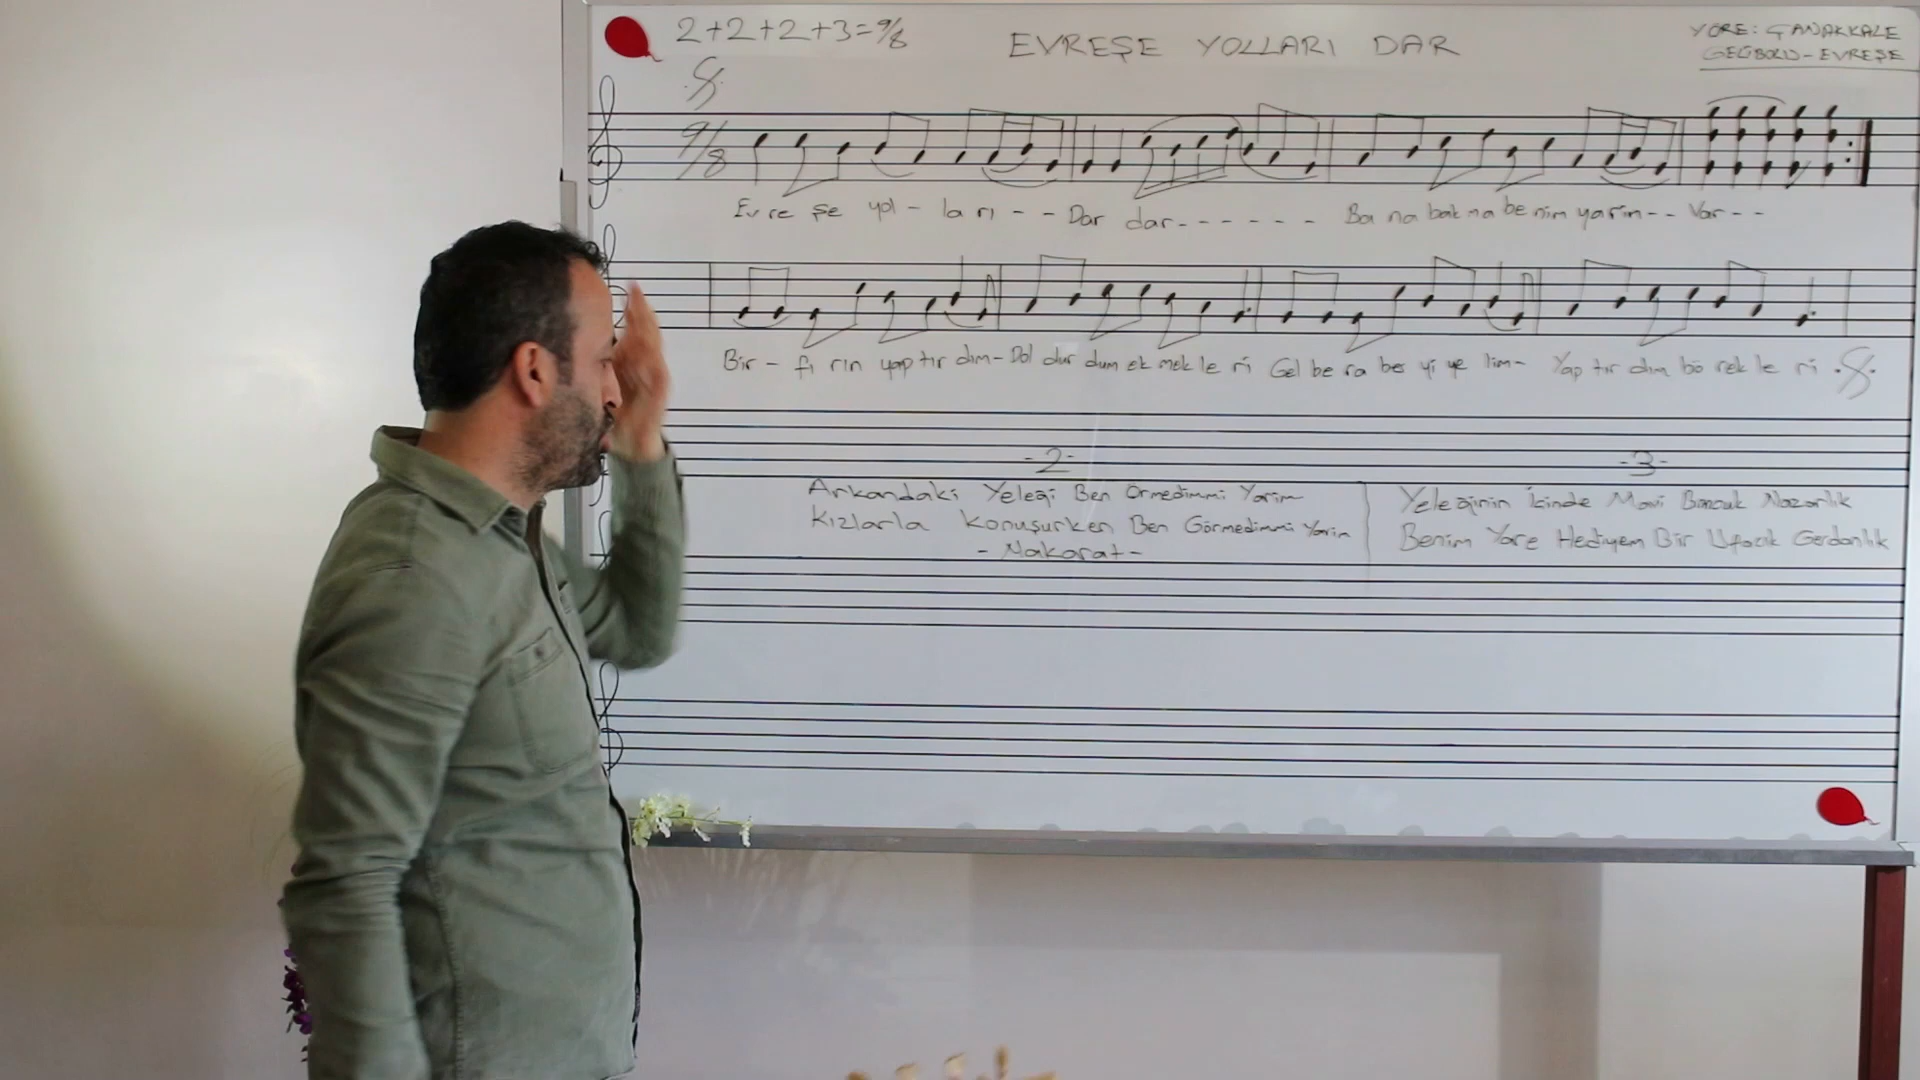 2+2+2+3=9/8
EVREŞE YOLLARI DAR
YÖRE: ÇANAKKALE
GELİBOLU-EVREŞE
9/8
Ev re şe yol - la rı - - Dar dar - - - - - - Ba na bak ma be nim yarim - - Var - -
Bir - fı rın yap tır dım - Dol dur dum ek mek le ri Gel be ra ber yi ye lim - Yap tır dım bö rek le ri
-2-
Arkandaki Yeleği Ben Örmedimmi Yarim
Kızlarla Konuşurken Ben Görmedimmi Yarim
- Nakarat -
-3-
Yeleğinin İçinde Mavi Boncuk Nazarlık
Benim Yare Hediyem Bir Ufacık Gerdanlık